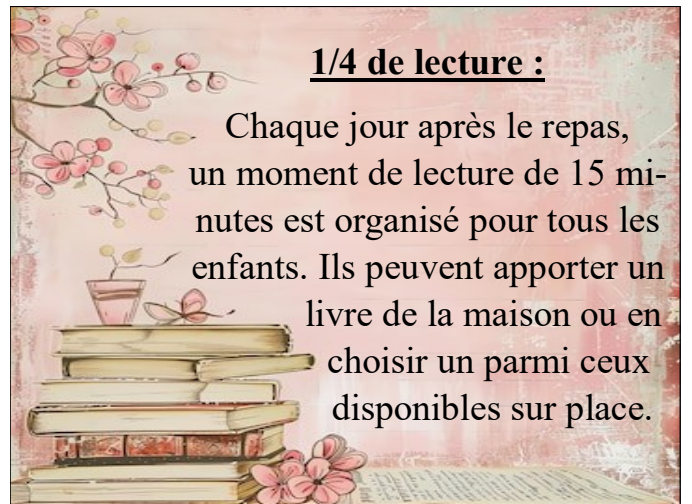 1/4 de lecture :
Chaque jour après le repas,
un moment de lecture de 15 mi-
nutes est organisé pour tous les
enfants. Ils peuvent apporter un
livre de la maison ou en
choisir un parmi ceux
disponibles sur place.